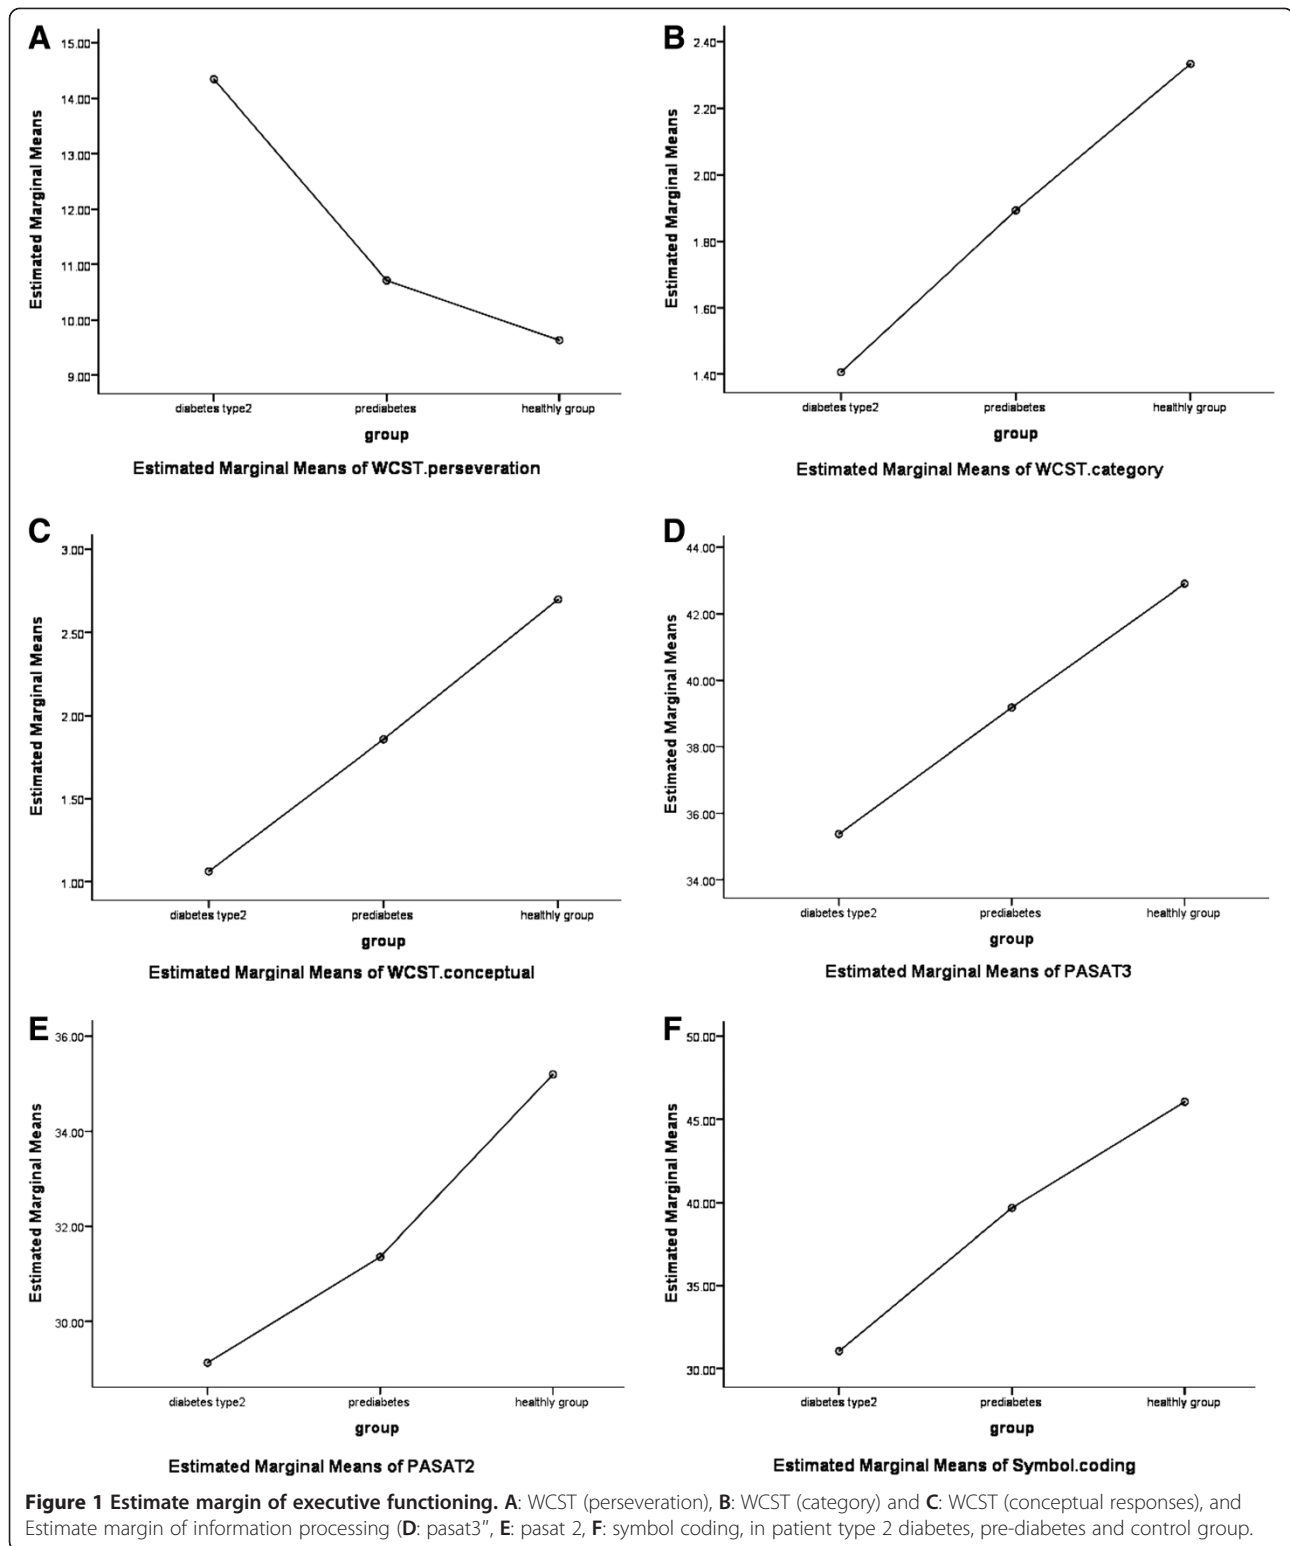 A
15.00
14.00
13.00
12.00
11.00
10.00
9.00
Estimated Marginal Means
diabetes type2 prediabetes healthly group
group
Estimated Marginal Means of WCST.perseveration
B
2.40
2.20
2.00
1.80
1.60
1.40
Estimated Marginal Means
diabetes type2 prediabetes healthly group
group
Estimated Marginal Means of WCST.category
C
3.00
2.50
2.00
1.50
1.00
Estimated Marginal Means
diabetes type2 prediabetes healthly group
group
Estimated Marginal Means of WCST.conceptual
D
44.00
42.00
40.00
38.00
36.00
34.00
Estimated Marginal Means
diabetes type2 prediabetes healthly group
group
Estimated Marginal Means of PASAT3
E
36.00
34.00
32.00
30.00
Estimated Marginal Means
diabetes type2 prediabetes healthly group
group
Estimated Marginal Means of PASAT2
F
50.00
45.00
40.00
35.00
30.00
Estimated Marginal Means
diabetes type2 prediabetes healthly group
group
Estimated Marginal Means of Symbol.coding
Figure 1 Estimate margin of executive functioning. A: WCST (perseveration), B: WCST (category) and C: WCST (conceptual responses), and
Estimate margin of information processing (D: pasat3″, E: pasat 2, F: symbol coding, in patient type 2 diabetes, pre-diabetes and control group.